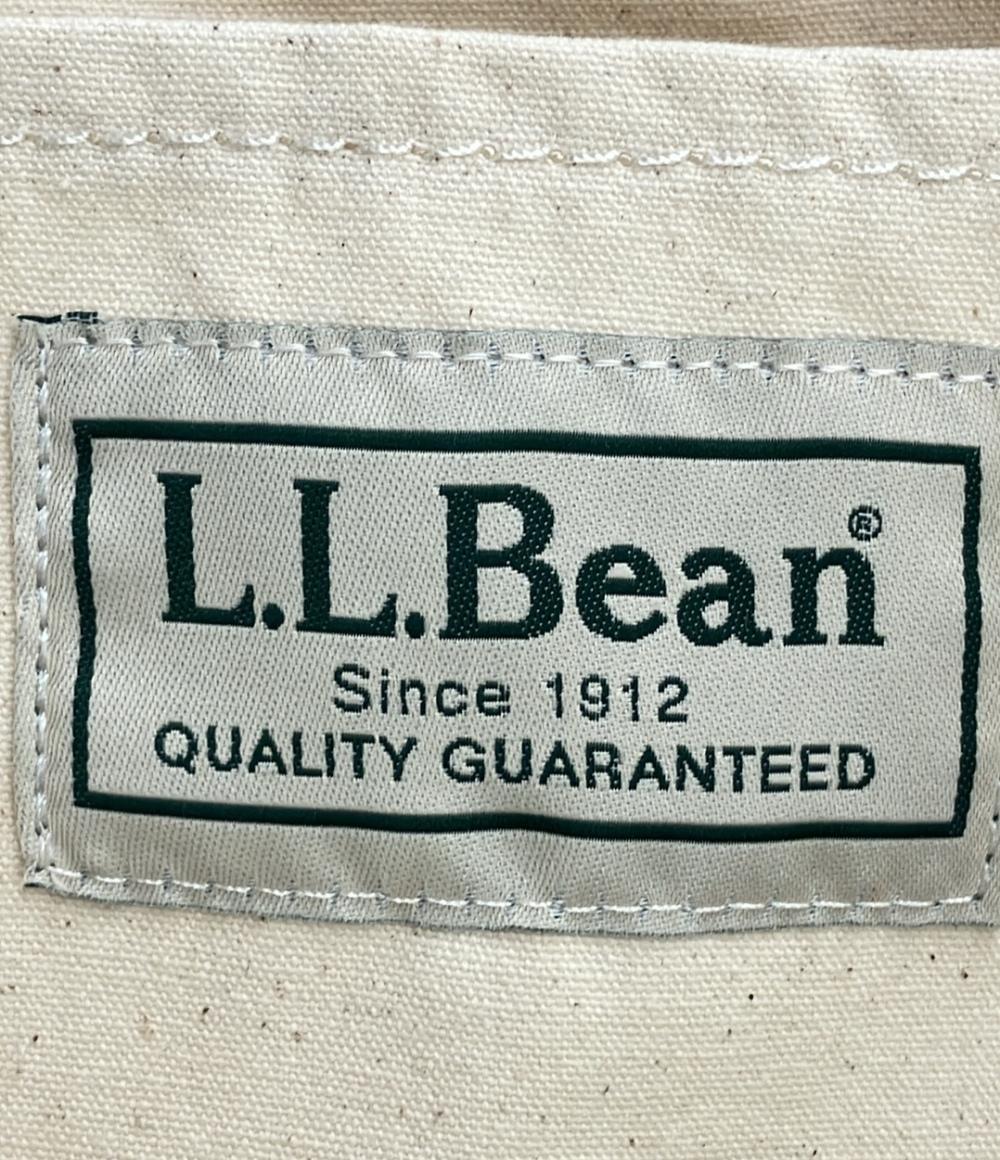 L.L.Bean®
Since 1912
QUALITY GUARANTEED